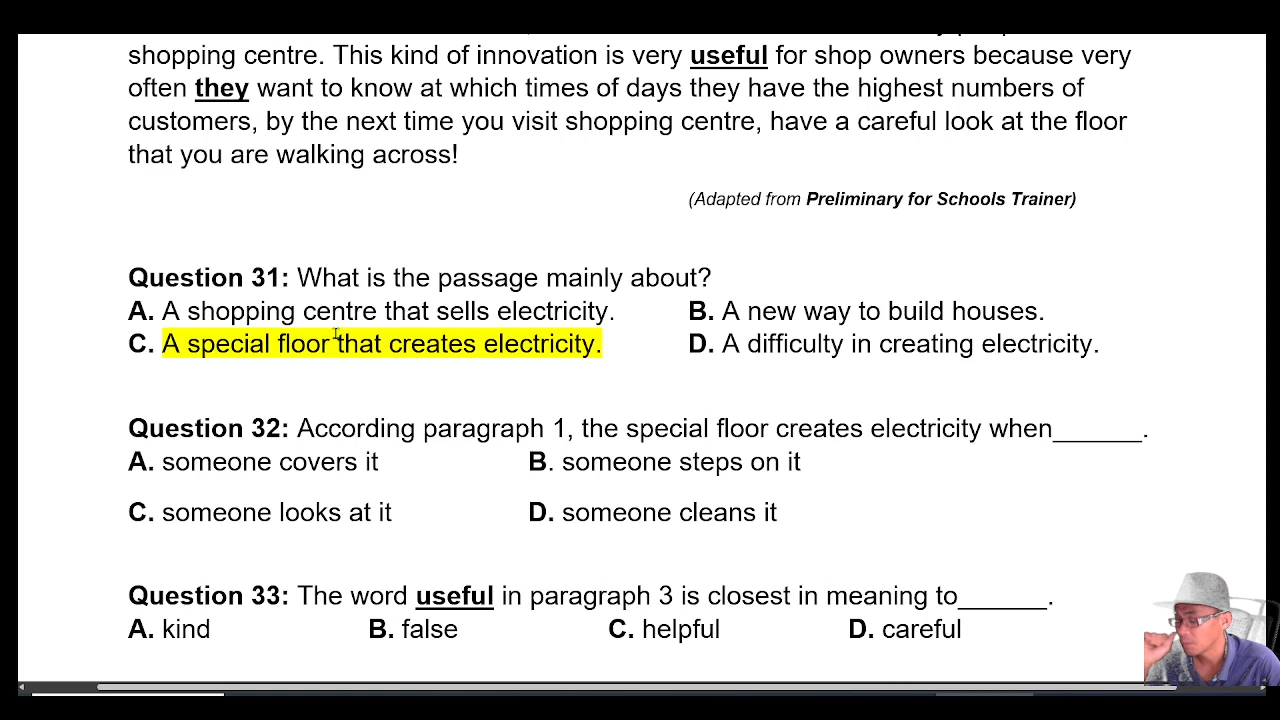 shopping centre. This kind of innovation is very useful for shop owners because very
often they want to know at which times of days they have the highest numbers of
customers, by the next time you visit shopping centre, have a careful look at the floor
that you are walking across!
(Adapted from Preliminary for Schools Trainer)
Question 31: What is the passage mainly about?
A. A shopping centre that sells electricity. B. A new way to build houses.
C. A special floor that creates electricity. D. A difficulty in creating electricity.
Question 32: According paragraph 1, the special floor creates electricity when______.
A. someone covers it B. someone steps on it
C. someone looks at it D. someone cleans it
Question 33: The word useful in paragraph 3 is closest in meaning to______.
A. kind B. false C. helpful D. careful